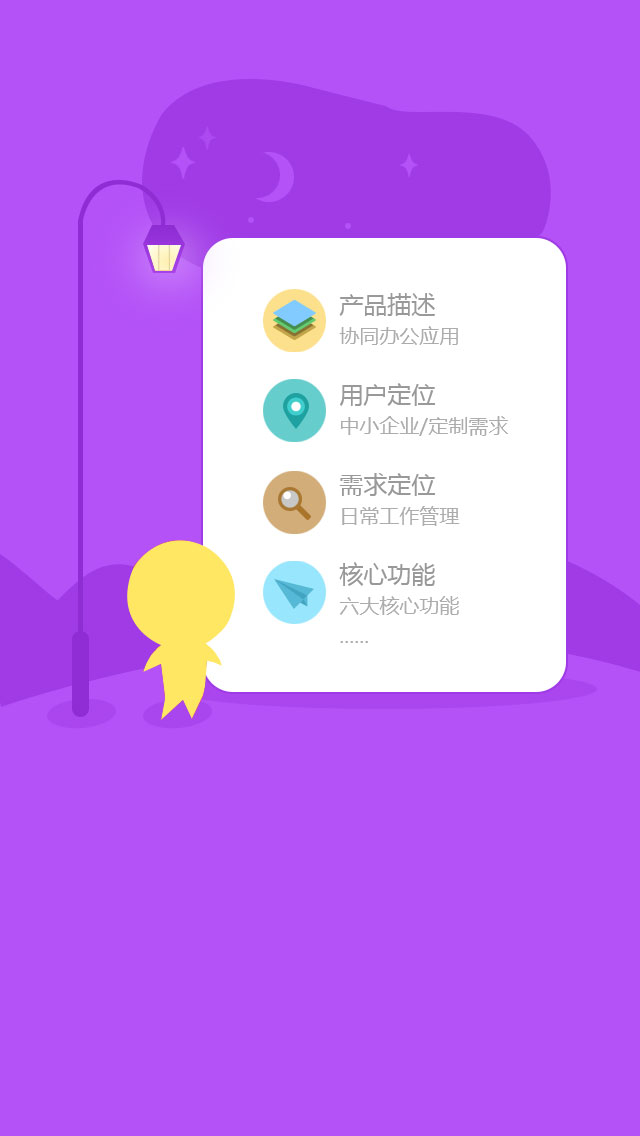 产品描述
协同办公应用
用户定位
中小企业/定制需求
需求定位
日常工作管理
核心功能
六大核心功能
......